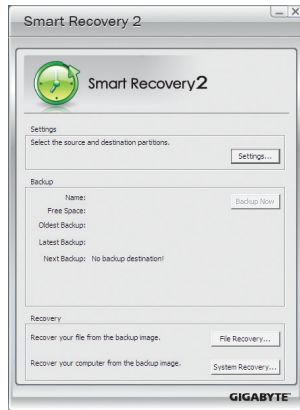 Smart Recovery 2
Smart Recovery2
Settings
Select the source and destination partitions.
Settings...
Backup
Name:
Backup Now
Free Space:
Oldest Backup:
Latest Backup:
Next Backup: No backup destination!
Recovery
Recover your file from the backup image.
File Recovery...
Recover your computer from the backup image.
System Recovery...
GIGABYTE™